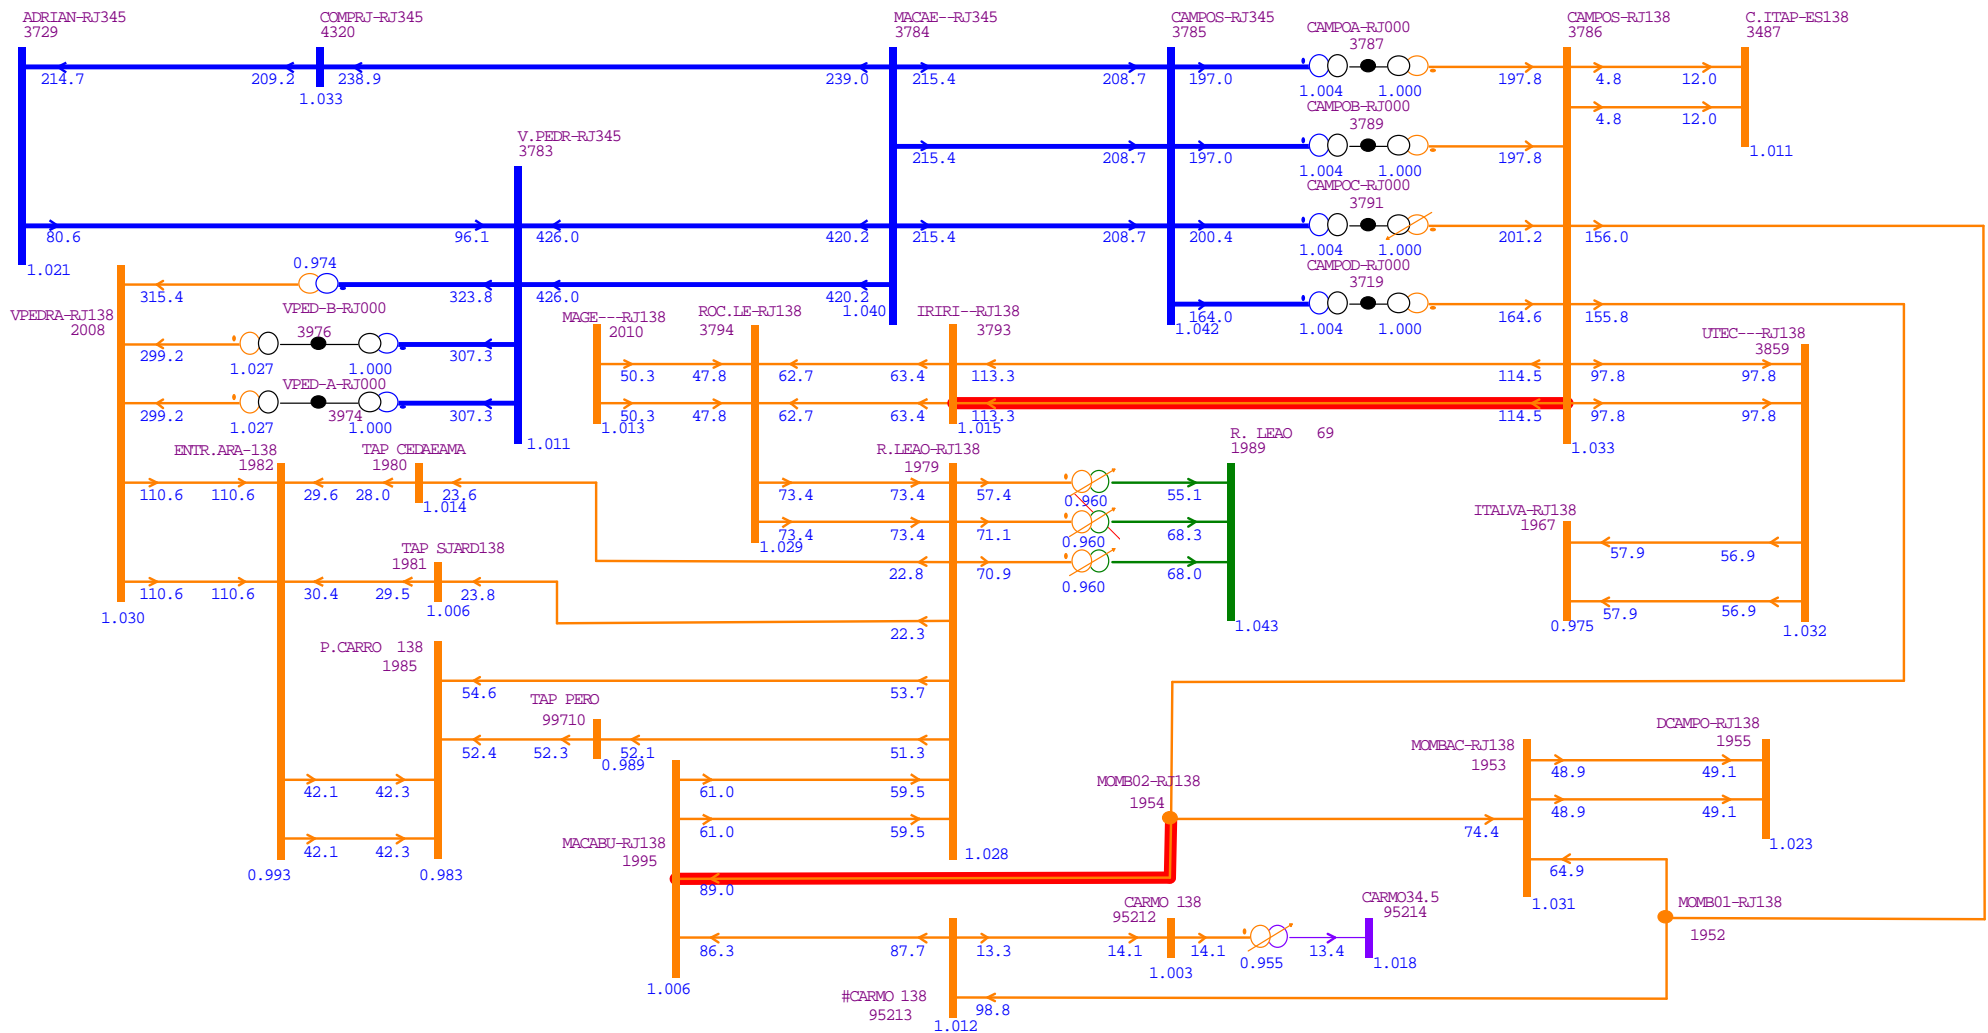 ADRIAN-RJ345
3729
COMPRJ-RJ345
4320
MACAE--RJ345
3784
CAMPOS-RJ345
3785
CAMPOA-RJ000
3787
CAMPOS-RJ138
3786
C.ITAP-ES138
3487
214.7 209.2 238.9 239.0 215.4 208.7 197.0 197.8 4.8 12.0
1.033 1.004 1.000
CAMPOB-RJ000
3789
4.8 12.0
V.PEDR-RJ345
3783
215.4 208.7 197.0 197.8
1.004 1.000 1.011
CAMPOC-RJ000
3791
80.6 96.1 426.0 420.2 215.4 208.7 200.4 201.2 156.0
1.004 1.000
1.021 0.974
CAMPOD-RJ000
3719
315.4 323.8 426.0 420.2
1.040 164.0 164.6 155.8
1.042 1.004 1.000
VPEDRA-RJ138
2008
VPED-B-RJ000
3976
MAGE---RJ138
2010
ROC.LE-RJ138
3794
IRIRI--RJ138
3793
UTEC---RJ138
3859
299.2 307.3
1.027 1.000
50.3 47.8 62.7 63.4 113.3 114.5 97.8 97.8
VPED-A-RJ000
3974
299.2 307.3
1.027 1.000
50.3 47.8 62.7 63.4 113.3 114.5 97.8 97.8
1.011 1.013 1.015 1.033
ENTR.ARA-138
1982
TAP CEDAEAMA
1980
R.LEAO-RJ138
1979
R. LEAO 69
1989
110.6 110.6 29.6 28.0 23.6 73.4 73.4 57.4 55.1
1.014 0.960
ITALVA-RJ138
1967
73.4 73.4 71.1 68.3
1.029 0.960
TAP SJARD138
1981
57.9 56.9
22.8 70.9 68.0
0.960
110.6 110.6 30.4 29.5 23.8
1.030 1.006
57.9 56.9
0.975 1.032
22.3 1.043
P.CARRO 138
1985
54.6 53.7
TAP PERO
99710
52.4 52.3 52.1 51.3
0.989
DCAMPO-RJ138
1955
MOMBAC-RJ138
1953
48.9 49.1
42.1 42.3 61.0 59.5
MOMB02-RJ138
1954
48.9 49.1
61.0 59.5 74.4
42.1 42.3
MACABU-RJ138
1995
1.028 1.023
0.993 0.983
89.0 64.9
CARMO 138
95212
CARMO34.5
95214
1.031
MOMB01-RJ138
1952
86.3 87.7 13.3 14.1 14.1 13.4
1.003 0.955 1.018
1.006
#CARMO 138
95213
98.8
1.012